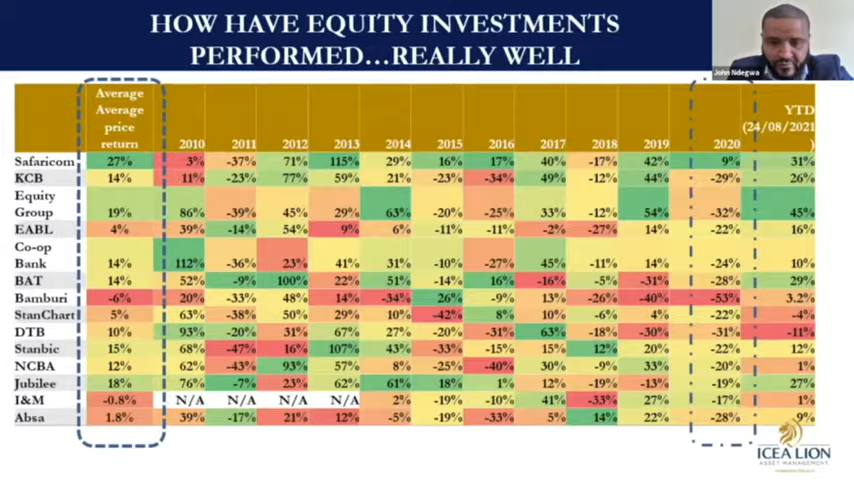 HOW HAVE EQUITY INVESTMENTS
PERFORMED...REALLY WELL
John Ndegwa
Average
Average
price
return 2010 2011 2012 2013 2014 2015 2016 2017 2018 2019 2020 YTD
(24/08/2021
)
Safaricom 27% 3% -37% 71% 115% 29% 16% 17% 40% -17% 42% 9% 31%
KCB 14% 11% -23% 77% 59% 21% -23% -34% 49% -12% 44% -29% 26%
Equity
Group 19% 86% -39% 45% 29% 63% -20% -25% 33% -12% 54% -32% 45%
EABL 4% 39% -14% 54% 9% 6% -11% -11% -2% -27% 14% -22% 16%
Co-op
Bank 14% 112% -36% 23% 41% 31% -10% -27% 45% -11% 14% -24% 10%
BAT 14% 52% -9% 100% 22% 51% -14% 16% -16% -5% -31% -28% 29%
Bamburi -6% 20% -33% 48% 14% -34% 26% -9% 13% -26% -40% -53% 3.2%
StanChart 5% 63% -38% 50% 29% 10% -42% 8% 10% -6% 4% -22% -4%
DTB 10% 93% -20% 31% 67% 27% -20% -31% 63% -18% -30% -31% -11%
Stanbic 15% 68% -47% 16% 107% 43% -33% -15% 15% 12% 20% -22% 12%
NCBA 12% 62% -43% 93% 57% 8% -25% -40% 30% -9% 33% -20% 1%
Jubilee 18% 76% -7% 23% 62% 61% 18% 1% 12% -19% -13% -19% 27%
I&M -0.8% N/A N/A N/A N/A 2% -19% -10% 41% -33% 27% -17% 1%
Absa 1.8% 39% -17% 21% 12% -5% -19% -33% 5% 14% 22% -28% 9%
ICEA LION
ASSET MANAGEMENT